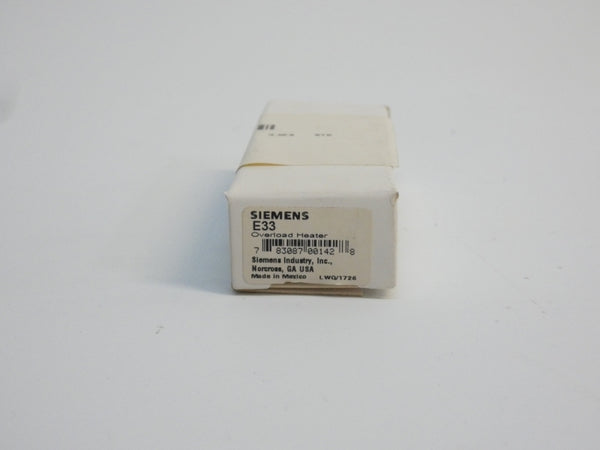 SIEMENS
E33
Overload Heater
7 83087 00142 8
Siemens Industry, Inc.,
Norcross, GA USA
Made in Mexico LWO/1726